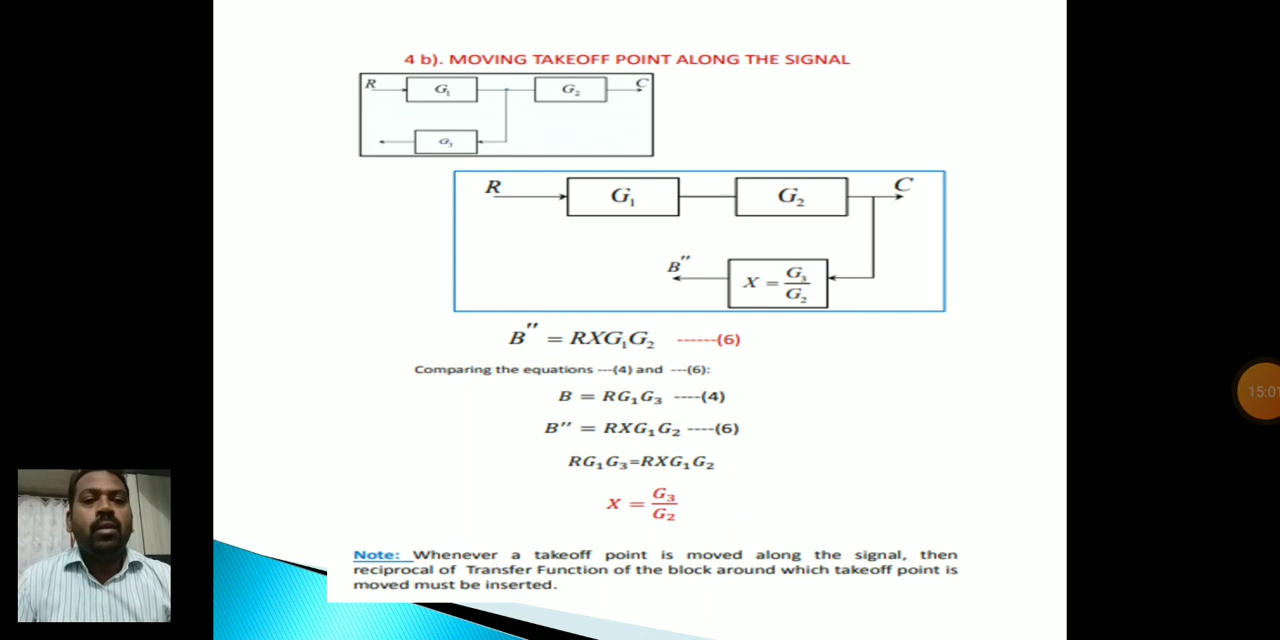 4 b). MOVING TAKEOFF POINT ALONG THE SIGNAL
R G₁ G₂ C
G₃
R G₁ G₂ C
B'' X = G₃/G₂
B'' = RXG₁G₂ ------(6)
Comparing the equations ---(4) and ---(6):
B = RG₁G₃ ----(4)
B'' = RXG₁G₂ ----(6)
RG₁G₃=RXG₁G₂
X = G₃/G₂
Note: Whenever a takeoff point is moved along the signal, then
reciprocal of Transfer Function of the block around which takeoff point is
moved must be inserted.
15:01